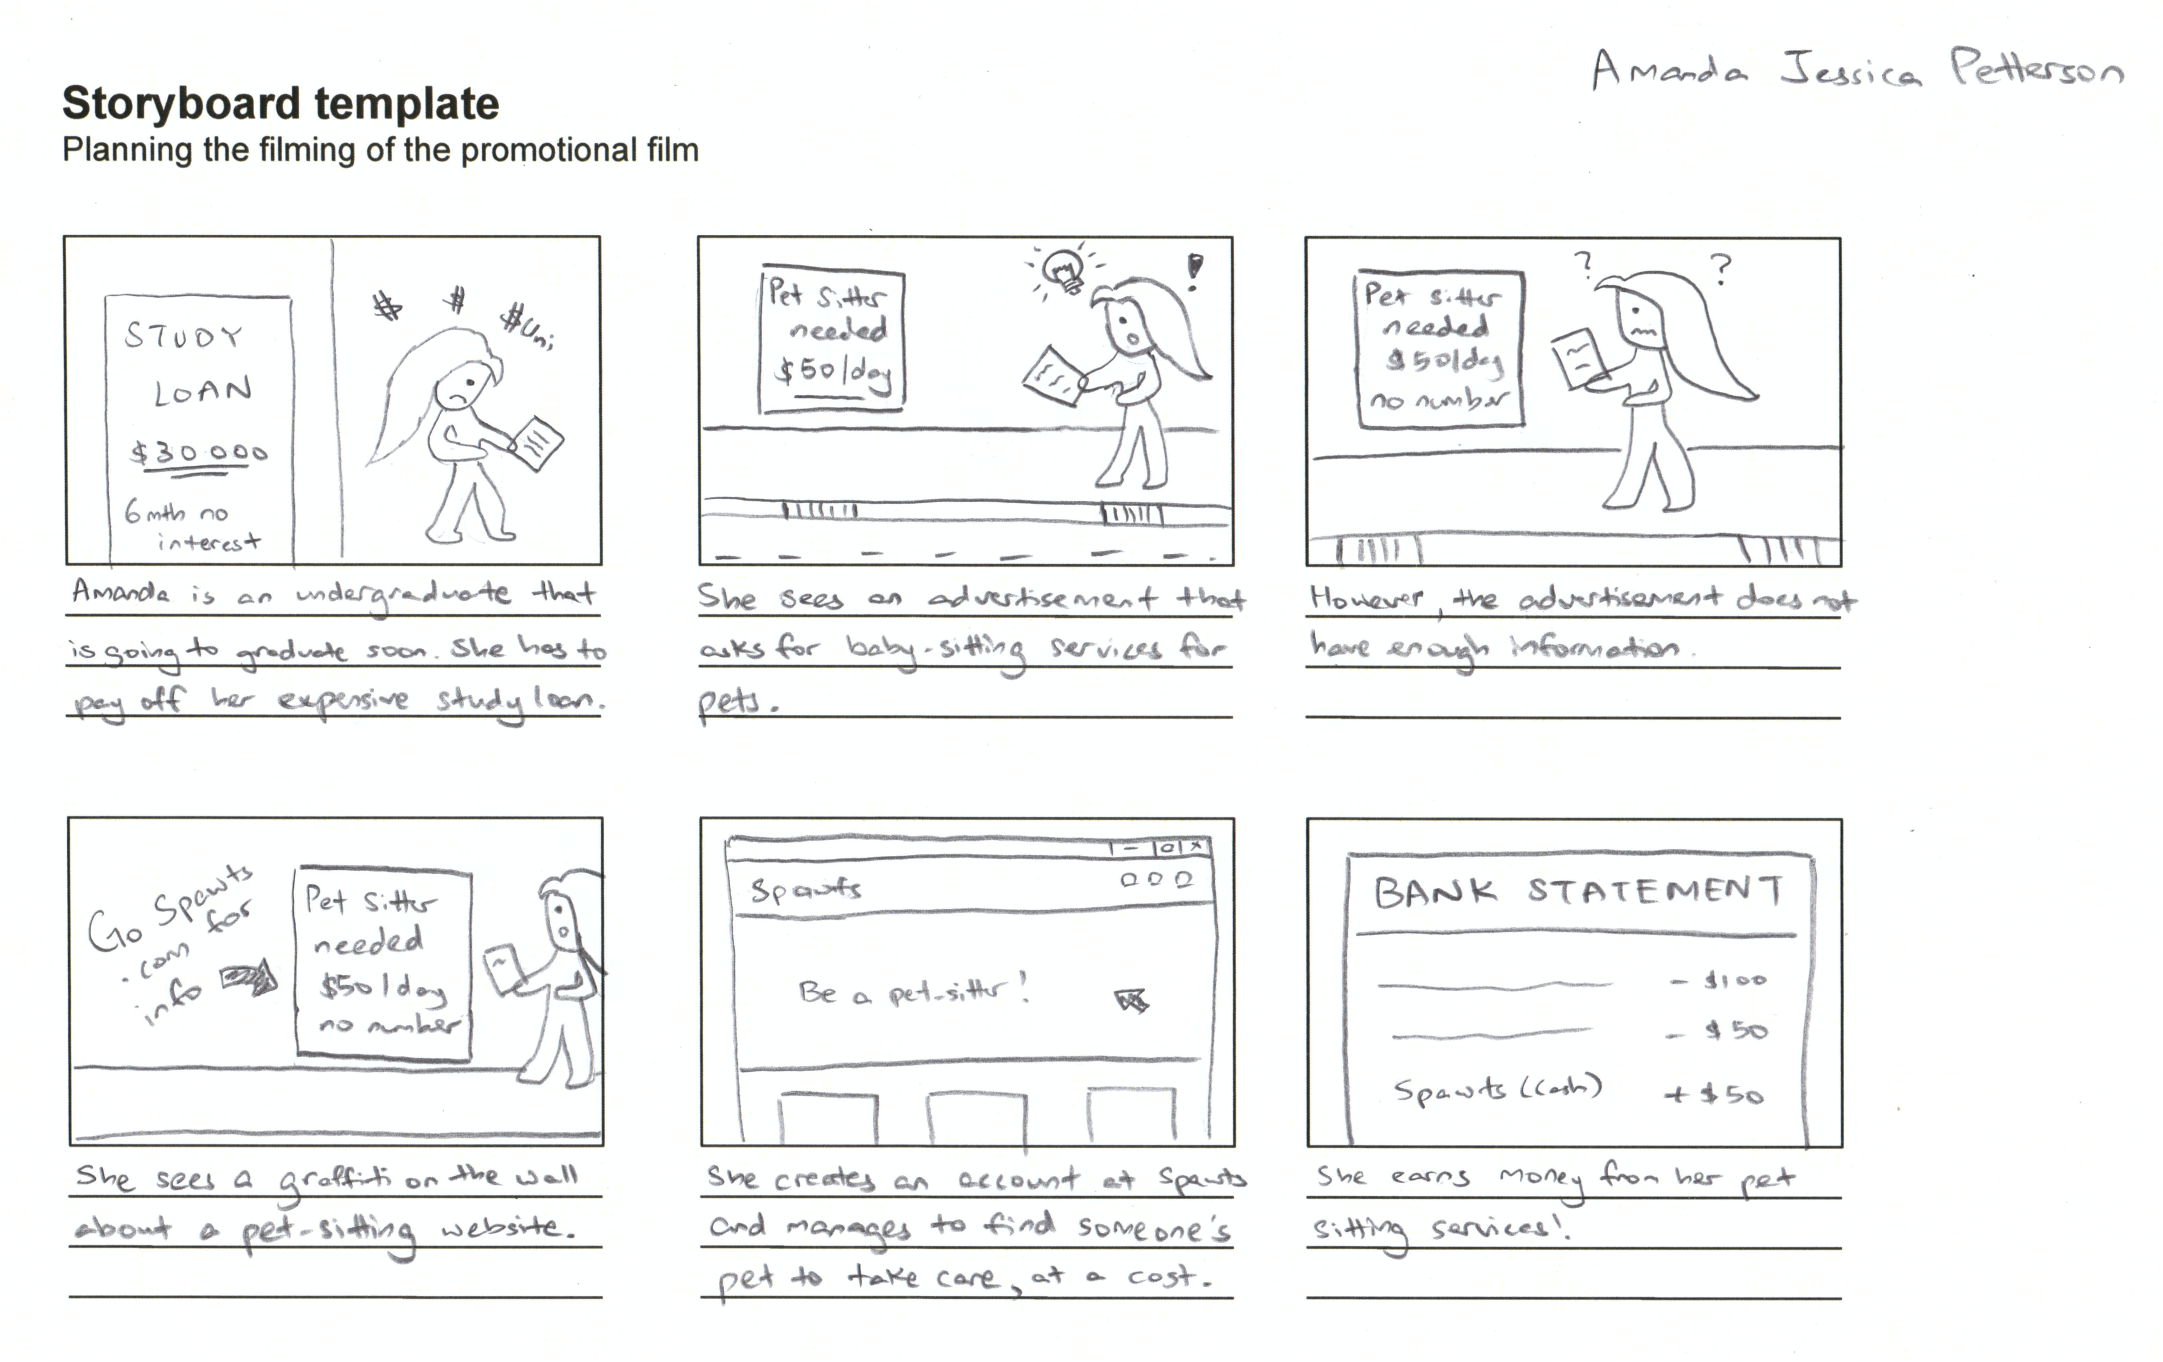 Amanda Jessica Petterson
Storyboard template
Planning the filming of the promotional film
STUDY
LOAN
$30 000
6 mth no
interest
$ $ $ Uni
Amanda is an undergraduate that
is going to graduate soon. She has to
pay off her expensive study loan.
Pet Sitter
needed
$50/day
!
She sees an advertisement that
asks for baby-sitting services for
pets.
Pet sitter
needed
$50/day
no number
? ?
However, the advertisement does not
have enough information.
Go Spawts
.com for
info
Pet Sitter
needed
$50/day
no number
She sees a graffiti on the wall
about a pet-sitting website.
Spawts
Be a pet-sitter!
She creates an account at Spawts
and manages to find someone's
pet to take care, at a cost.
BANK STATEMENT
- $100
- $50
Spawts (Cash) + $50
She earns money from her pet
sitting services!